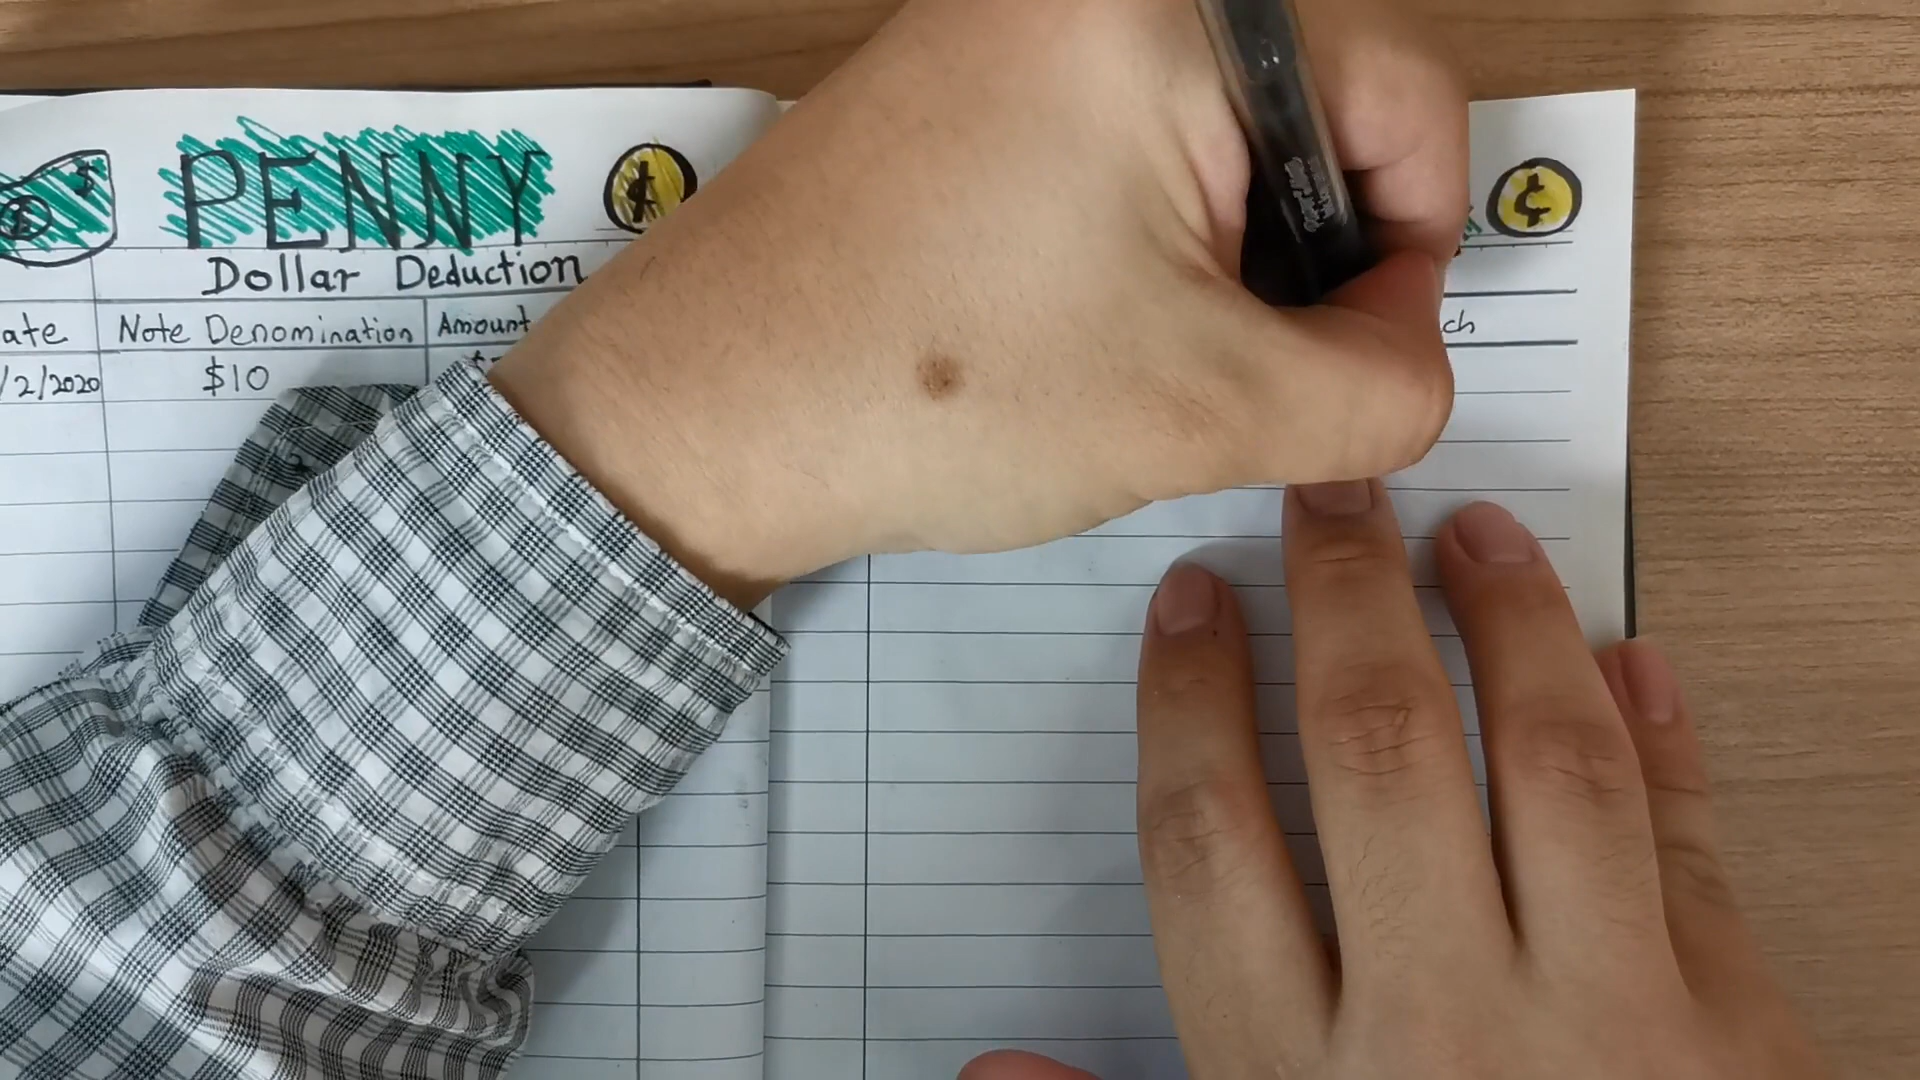 PENNY
Dollar Deduction
ate Note Denomination Amount ch
/2/2020 $10